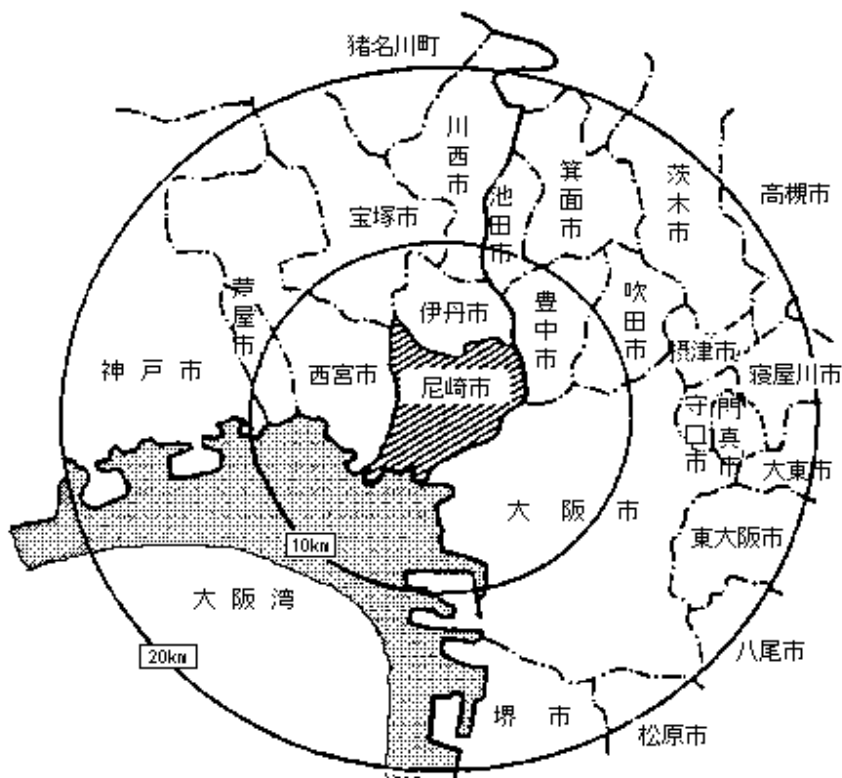 猪名川町
川西市
池田市
箕面市
茨木市
高槻市
宝塚市
芦屋市
伊丹市
豊中市
吹田市
摂津市
神戸市
西宮市
尼崎市
寝屋川市
守口市
門真市
大東市
大阪市
東大阪市
10km
大阪湾
20km
八尾市
堺市
松原市